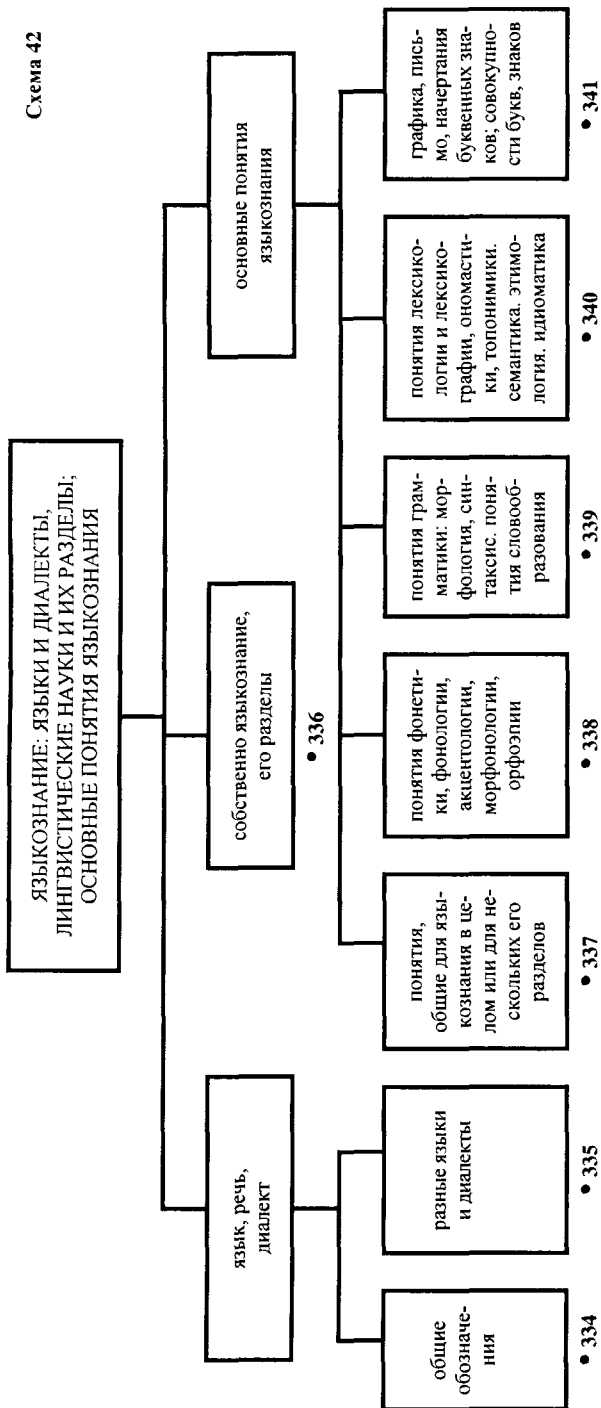 Схема 42
ЯЗЫКОЗНАНИЕ: ЯЗЫКИ И ДИАЛЕКТЫ,
ЛИНГВИСТИЧЕСКИЕ НАУКИ И ИХ РАЗДЕЛЫ;
ОСНОВНЫЕ ПОНЯТИЯ ЯЗЫКОЗНАНИЯ
язык, речь,
диалект
собственно языкознание,
его разделы
• 336
основные понятия
языкознания
общие
обозначе-
ния
• 334
разные языки
и диалекты
• 335
понятия,
общие для язы-
кознания в це-
лом или для не-
скольких его
разделов
• 337
понятия фонети-
ки, фонологии,
акцентологии,
морфонологии,
орфоэпии
• 338
понятия грам-
матики: мор-
фология, син-
таксис. поня-
тия словооб-
разования
• 339
понятия лексико-
логии и лексико-
графии, ономасти-
ки, топонимики.
семантика. этимо-
логия. идиоматика
• 340
графика, пись-
мо, начертания
буквенных зна-
ков; совокупно-
сти букв, знаков
• 341